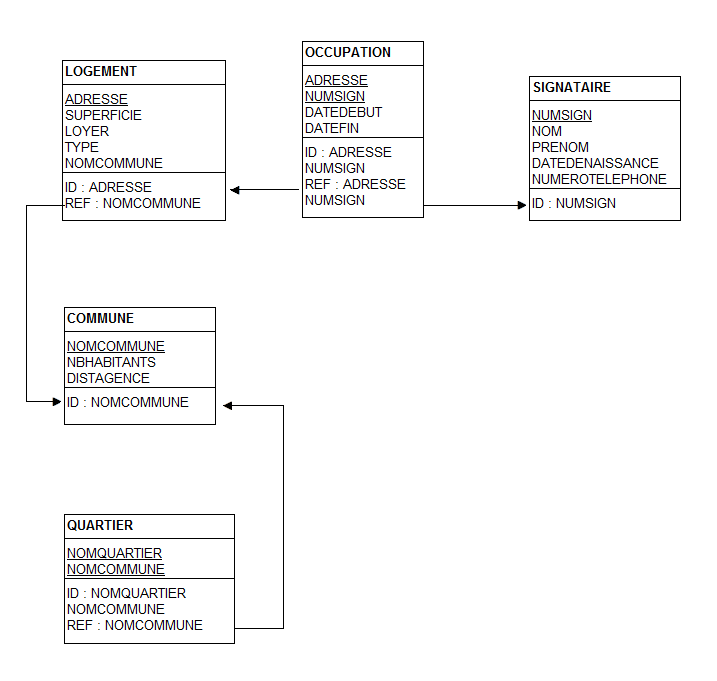 LOGEMENT
ADRESSE
SUPERFICIE
LOYER
TYPE
NOMCOMMUNE
ID : ADRESSE
REF : NOMCOMMUNE
OCCUPATION
ADRESSE
NUMSIGN
DATEDEBUT
DATEFIN
ID : ADRESSE
NUMSIGN
REF : ADRESSE
NUMSIGN
SIGNATAIRE
NUMSIGN
NOM
PRENOM
DATEDENAISSANCE
NUMEROTELEPHONE
ID : NUMSIGN
COMMUNE
NOMCOMMUNE
NBHABITANTS
DISTAGENCE
ID : NOMCOMMUNE
QUARTIER
NOMQUARTIER
NOMCOMMUNE
ID : NOMQUARTIER
NOMCOMMUNE
REF : NOMCOMMUNE